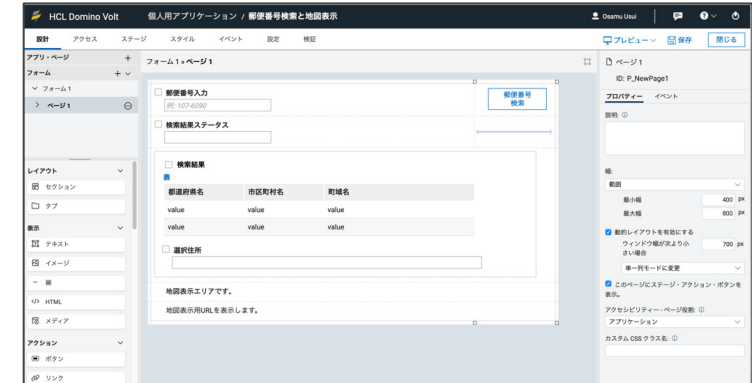 HCL Domino Volt
個人用アプリケーション / 郵便番号検索と地図表示
Osamu Usui
設計 アクセス ステージ スタイル イベント 設定 検証
プレビュー 保存 閉じる
アプリ・ページ +
フォーム +
フォーム1
ページ1
レイアウト
セクション
タブ
表示
テキスト
イメージ
線
HTML
メディア
アクション
ボタン
リンク
フォーム1 » ページ1
郵便番号入力
例: 107-6090
郵便番号
検索
検索結果ステータス
検索結果
表
都道府県名 市区町村名 町域名
value value value
value value value
選択住所
地図表示エリアです。
地図表示用URLを表示します。
ページ1
ID: P_NewPage1
プロパティー イベント
説明:
幅:
範囲
最小幅 400 px
最大幅 800 px
動的レイアウトを有効にする
ウィンドウ幅が次より小 700 px
さい場合
単一列モードに変更
このページにステージ・アクション・ボタンを
表示。
アクセシビリティー - ページ役割:
アプリケーション
カスタム CSS クラス名: